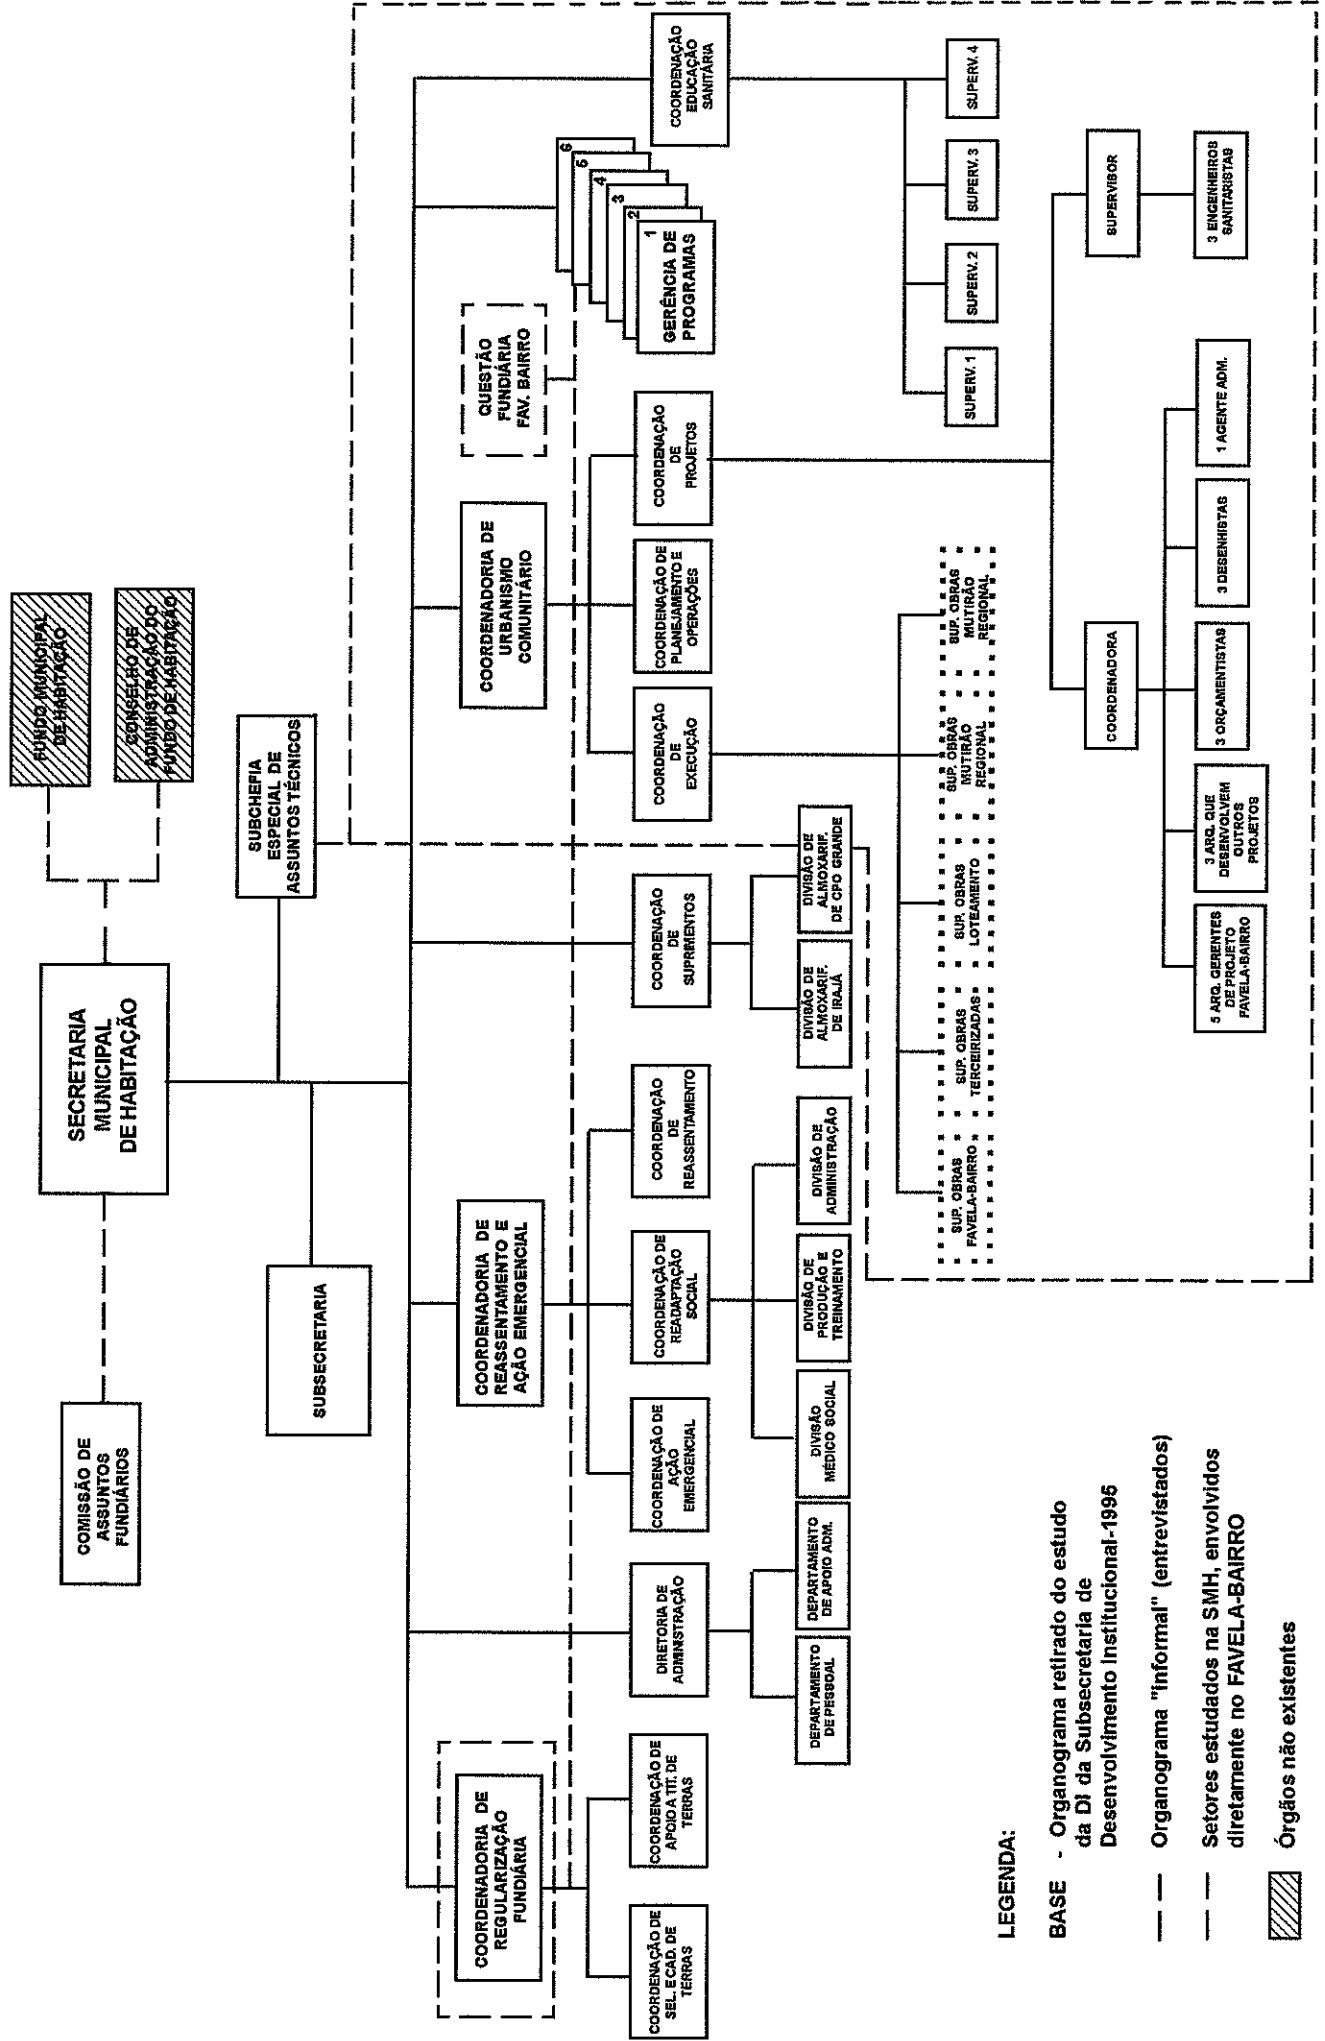 FUNDO MUNICIPAL
DE HABITAÇÃO
CONSELHO DE
ADMINISTRAÇÃO DO
FUNDO DE HABITAÇÃO
SECRETARIA
MUNICIPAL
DE HABITAÇÃO
COMISSÃO DE
ASSUNTOS
FUNDIÁRIOS
SUBSECRETARIA
SUBCHEFIA
ESPECIAL DE
ASSUNTOS TÉCNICOS
COORDENADORIA DE
REGULARIZAÇÃO
FUNDIÁRIA
COORDENADORIA DE
REASSENTAMENTO E
AÇÃO EMERGENCIAL
COORDENADORIA DE
URBANISMO
COMUNITÁRIO
QUESTÃO
FUNDIÁRIA
FAV. BAIRRO
6
5
4
3
2
1
GERÊNCIA DE
PROGRAMAS
COORDENAÇÃO
EDUCAÇÃO
SANITÁRIA
COORDENAÇÃO DE
SEL. E CAD. DE
TERRAS
COORDENAÇÃO DE
APOIO A TIT. DE
TERRAS
DIRETORIA DE
ADMINISTRAÇÃO
COORDENAÇÃO DE
AÇÃO
EMERGENCIAL
COORDENAÇÃO DE
READAPTAÇÃO
SOCIAL
COORDENAÇÃO
DE
REASSENTAMENTO
COORDENAÇÃO
DE
SUPRIMENTOS
COORDENAÇÃO
DE
EXECUÇÃO
COORDENAÇÃO DE
PLANEJAMENTO E
OPERAÇÕES
COORDENAÇÃO
DE
PROJETOS
DEPARTAMENTO
DE PESSOAL
DEPARTAMENTO
DE APOIO ADM.
DIVISÃO
MÉDICO SOCIAL
DIVISÃO DE
PRODUÇÃO E
TREINAMENTO
DIVISÃO DE
ADMINISTRAÇÃO
DIVISÃO DE
ALMOXARIF.
DE IRAJÁ
DIVISÃO DE
ALMOXARIF.
DE CPO GRANDE
SUP. OBRAS
FAVELA-BAIRRO
SUP. OBRAS
TERCEIRIZADAS
SUP. OBRAS
LOTEAMENTO
SUP. OBRAS
MUTIRÃO
REGIONAL
SUP. OBRAS
MUTIRÃO
REGIONAL
SUPERV. 1
SUPERV. 2
SUPERV. 3
SUPERV. 4
COORDENADORA
SUPERVISOR
5 ARQ. GERENTES
DE PROJETO
FAVELA-BAIRRO
3 ARQ. QUE
DESENVOLVEM
OUTROS
PROJETOS
3 ORÇAMENTISTAS
3 DESENHISTAS
1 AGENTE ADM.
3 ENGENHEIROS
SANITARISTAS
LEGENDA:
BASE - Organograma retirado do estudo
da DI da Subsecretaria de
Desenvolvimento Institucional-1995
Organograma "informal" (entrevistados)
Setores estudados na SMH, envolvidos
diretamente no FAVELA-BAIRRO
Órgãos não existentes